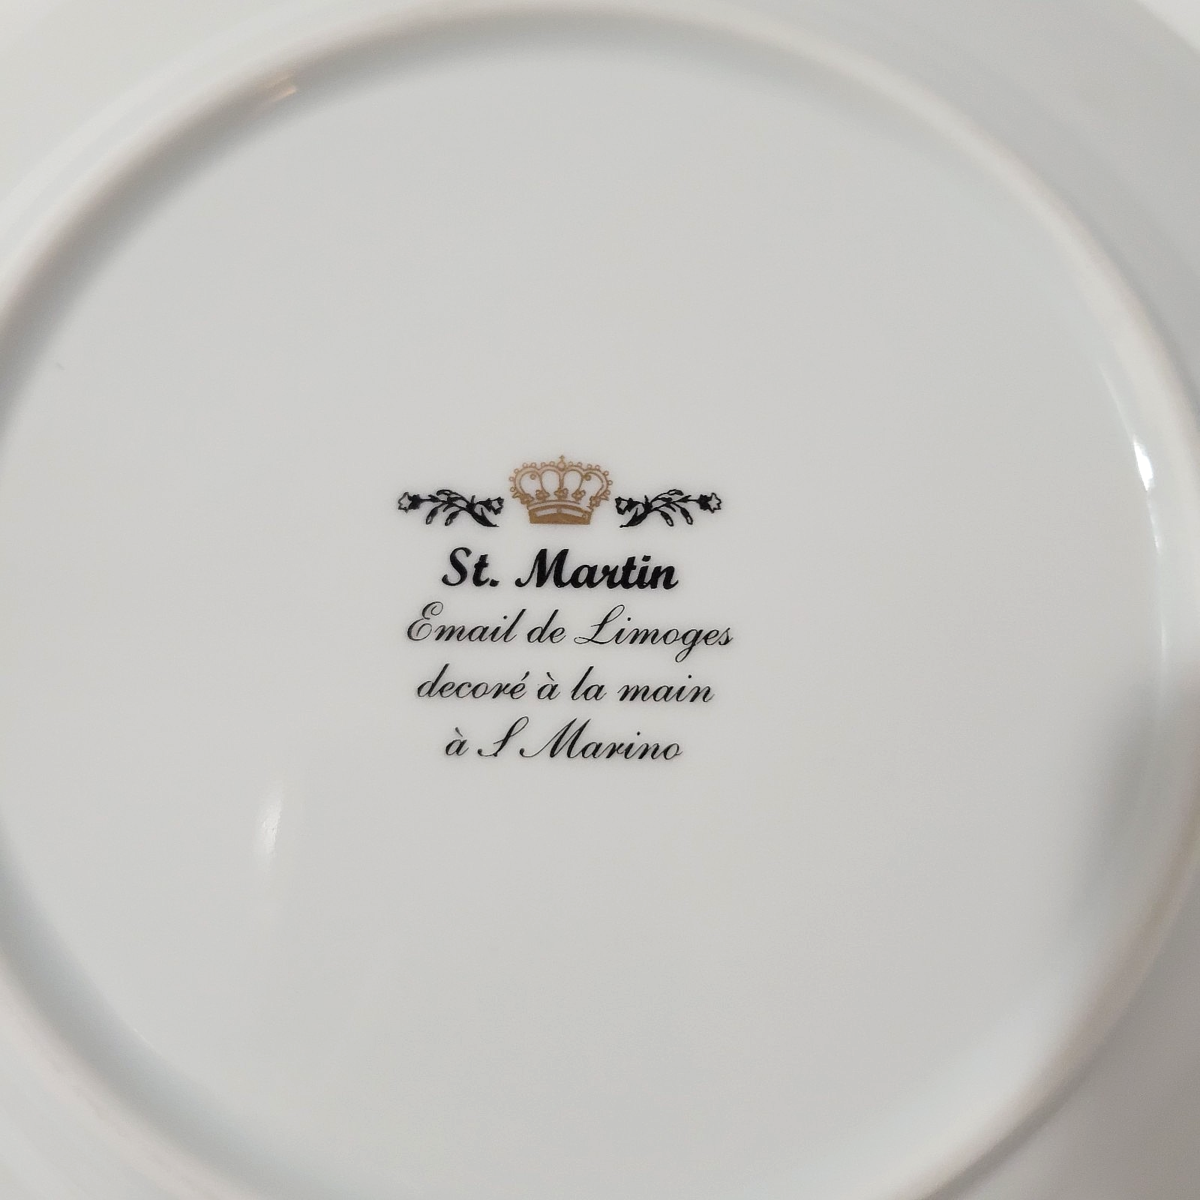 St. Martin
Email de Limoges
decoré à la main
à S Marino